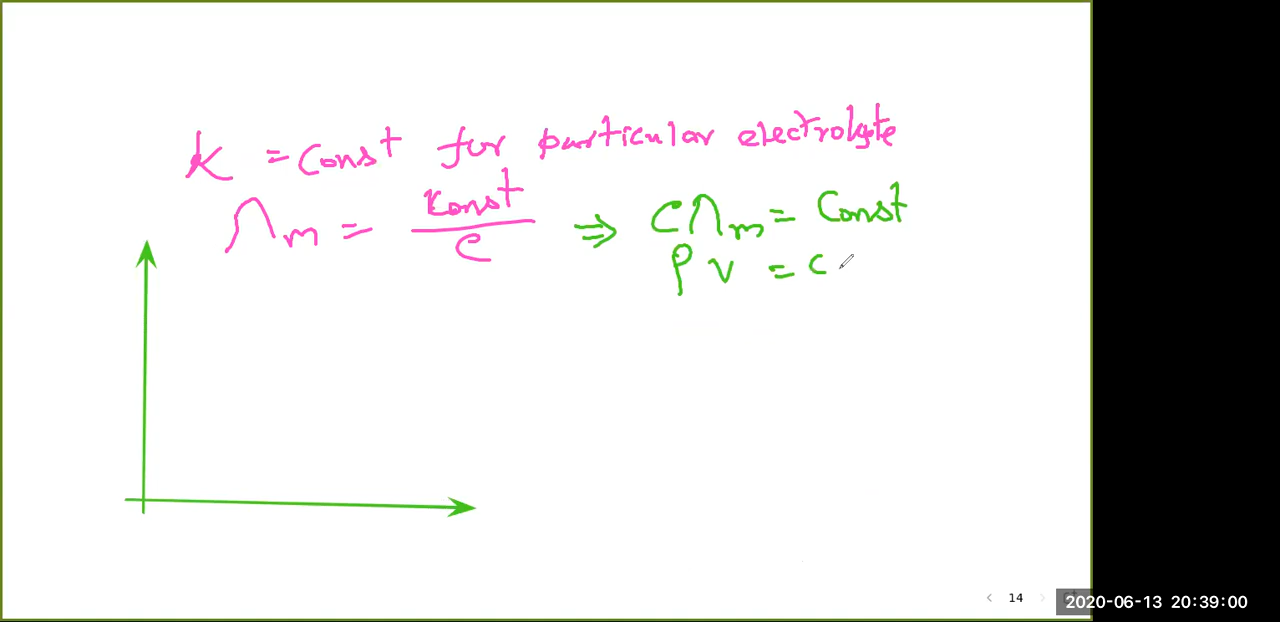 K = Const for particular electrolyte
Λm = Const / C ⇒ CΛm = Const
PV = C
14
2020-06-13 20:39:00